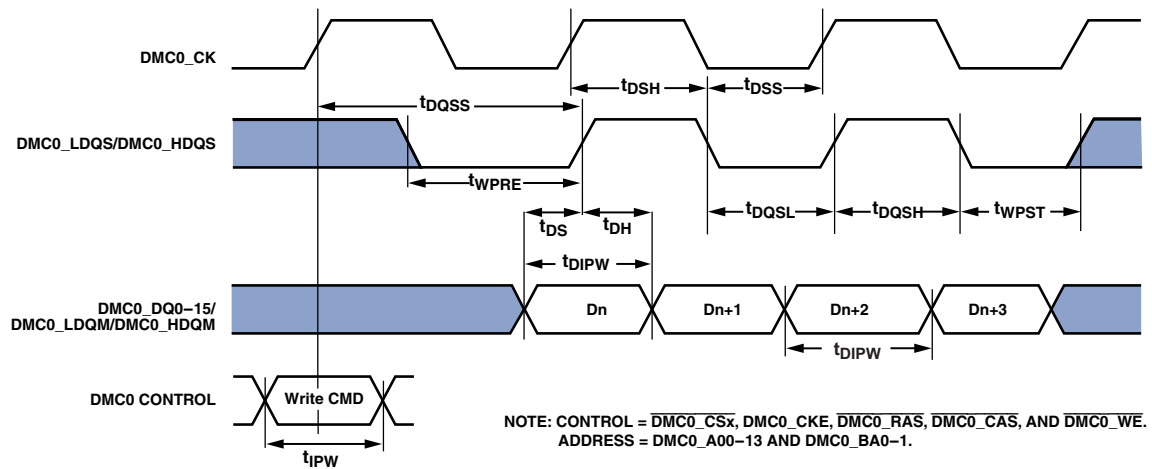 DMC0_CK
tDSH
tDSS
tDQSS
DMC0_LDQS/DMC0_HDQS
tWPRE
tDQSL
tDQSH
tWPST
tDS
tDH
tDIPW
DMC0_DQ0–15/
DMC0_LDQM/DMC0_HDQM
Dn
Dn+1
Dn+2
Dn+3
tDIPW
DMC0 CONTROL
Write CMD
tIPW
NOTE: CONTROL = DMC0_CSx, DMC0_CKE, DMC0_RAS, DMC0_CAS, AND DMC0_WE.
ADDRESS = DMC0_A00–13 AND DMC0_BA0–1.